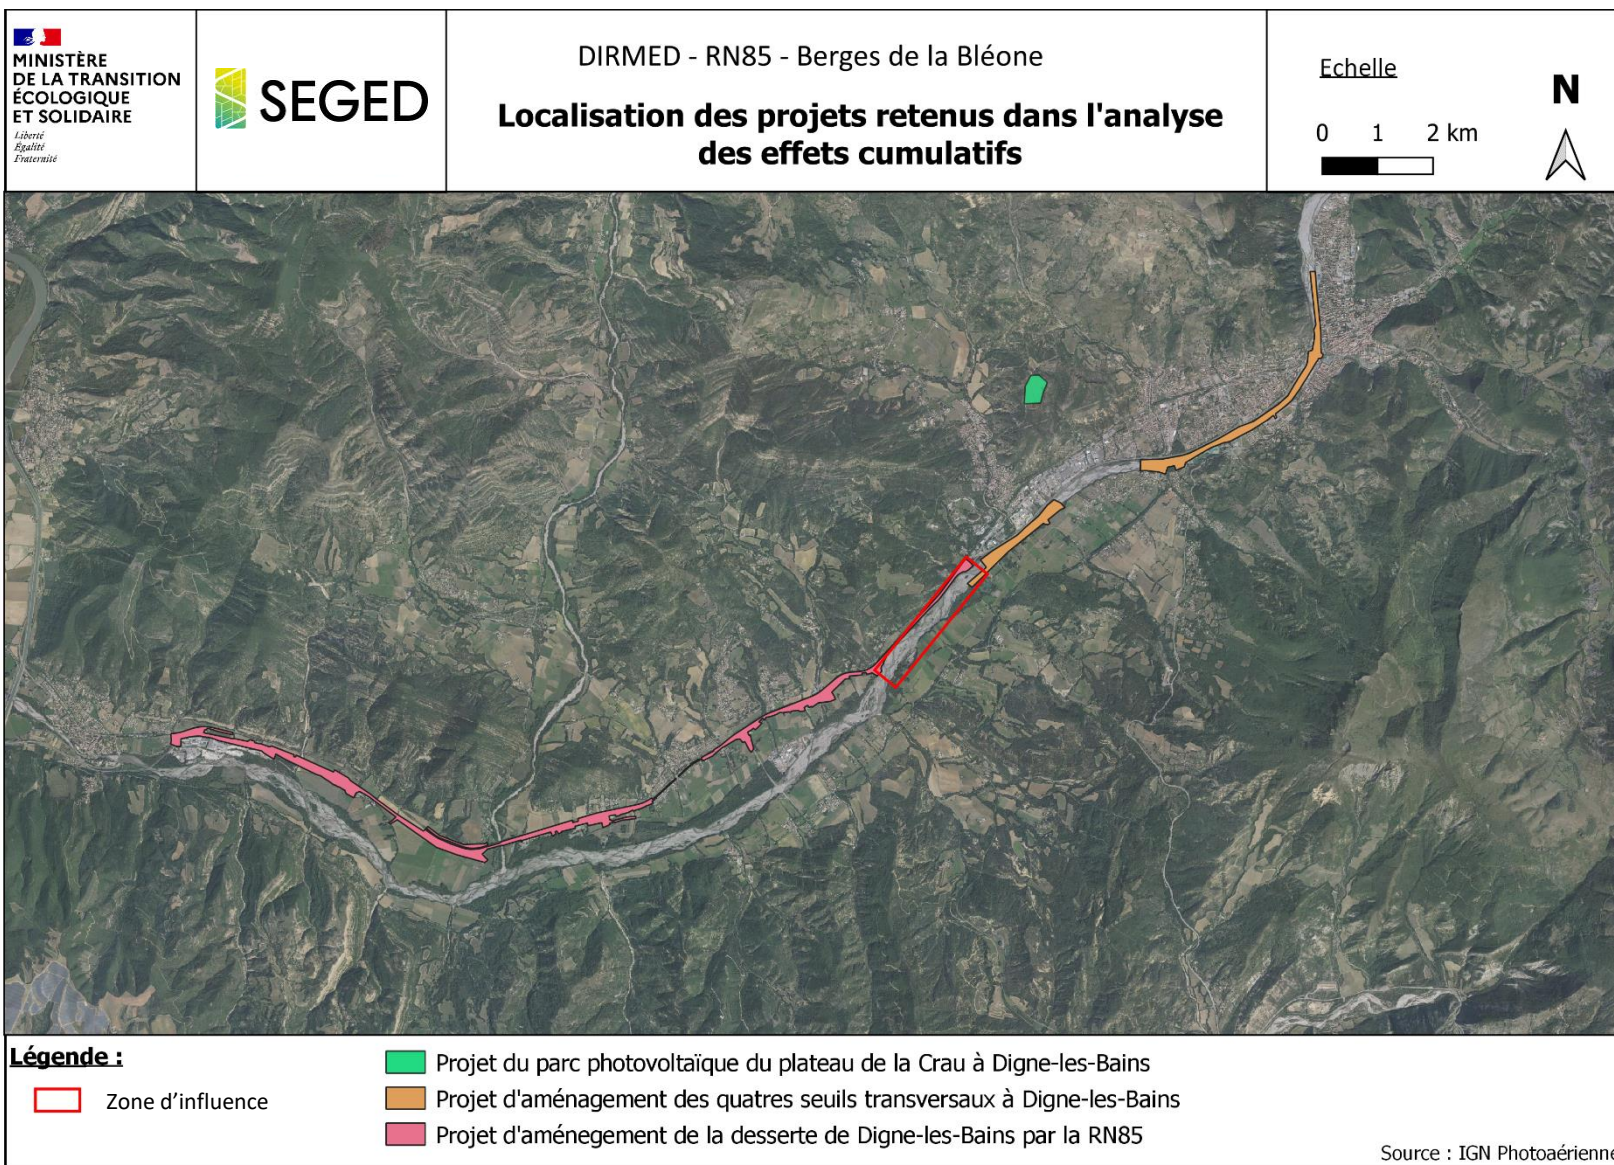 MINISTÈRE
DE LA TRANSITION
ÉCOLOGIQUE
ET SOLIDAIRE
Liberté
Égalité
Fraternité
SEGED
DIRMED - RN85 - Berges de la Bléone
Localisation des projets retenus dans l'analyse
des effets cumulatifs
Echelle
0 1 2 km
N
Légende :
Zone d'influence
Projet du parc photovoltaïque du plateau de la Crau à Digne-les-Bains
Projet d'aménagement des quatres seuils transversaux à Digne-les-Bains
Projet d'aménegement de la desserte de Digne-les-Bains par la RN85
Source : IGN Photoaérienne